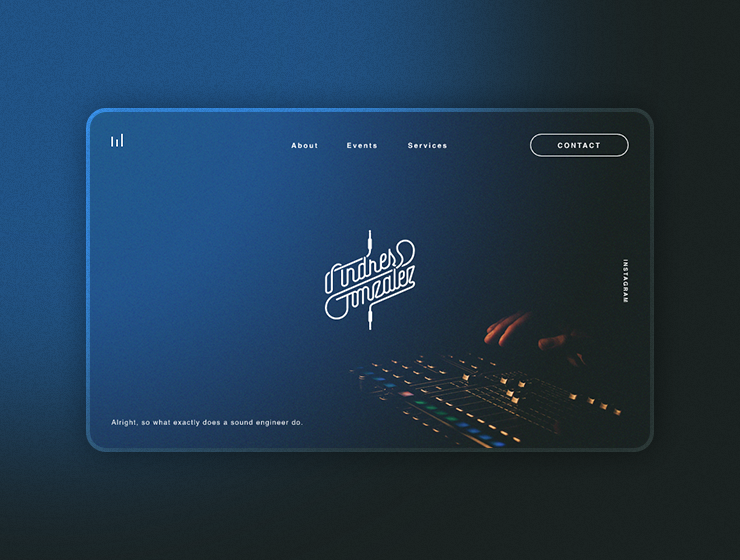 About Events Services CONTACT
Andres
Gonzalez
INSTAGRAM
Alright, so what exactly does a sound engineer do.